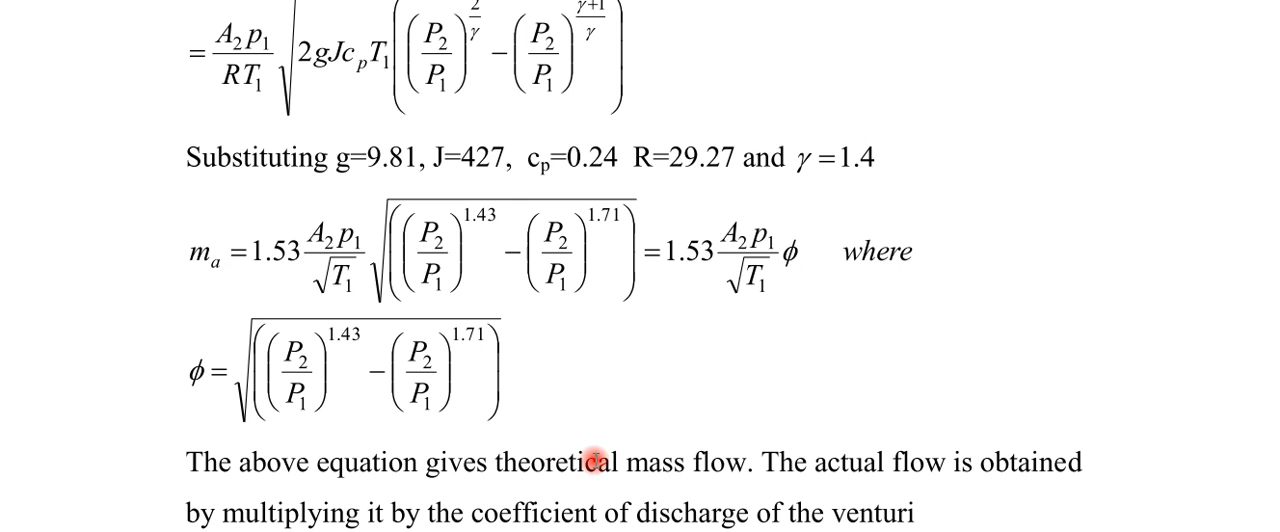 = A₂p₁/RT₁ √(2gJcₚT₁((P₂/P₁)^(2/γ) − (P₂/P₁)^((γ+1)/γ)))
Substituting g=9.81, J=427, cₚ=0.24 R=29.27 and γ =1.4
mₐ = 1.53 A₂p₁/√T₁ √((P₂/P₁)^1.43 − (P₂/P₁)^1.71) = 1.53 A₂p₁/√T₁ ϕ where
ϕ = √((P₂/P₁)^1.43 − (P₂/P₁)^1.71)
The above equation gives theoretical mass flow. The actual flow is obtained
by multiplying it by the coefficient of discharge of the venturi